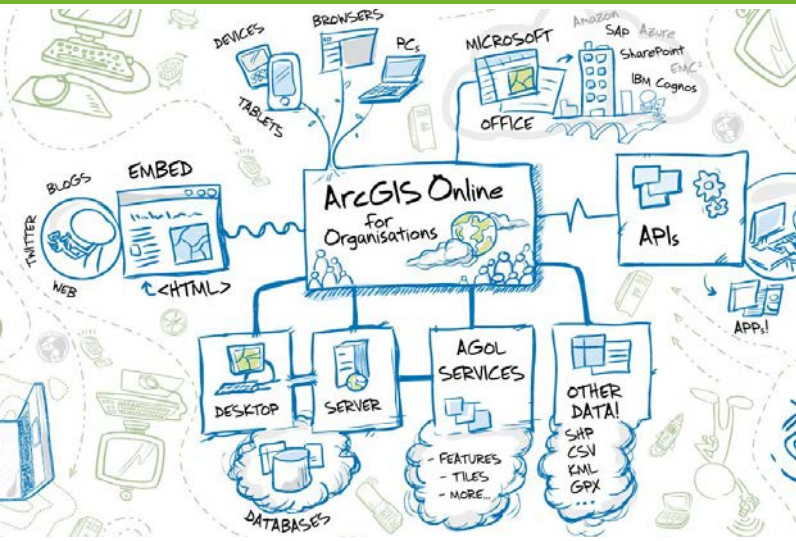 DEVICES
TABLETS
BROWSERS
PCs
MICROSOFT
OFFICE
Amazon
SAP Azure
SharePoint
EMC²
IBM Cognos
BLOGS
TWITTER
WEB
EMBED
<HTML>
ArcGIS Online
for
Organisations
APIs
APPs!
DESKTOP
SERVER
DATABASES
AGOL
SERVICES
- FEATURES
- TILES
- MORE...
OTHER
DATA!
SHP
CSV
KML
GPX
...